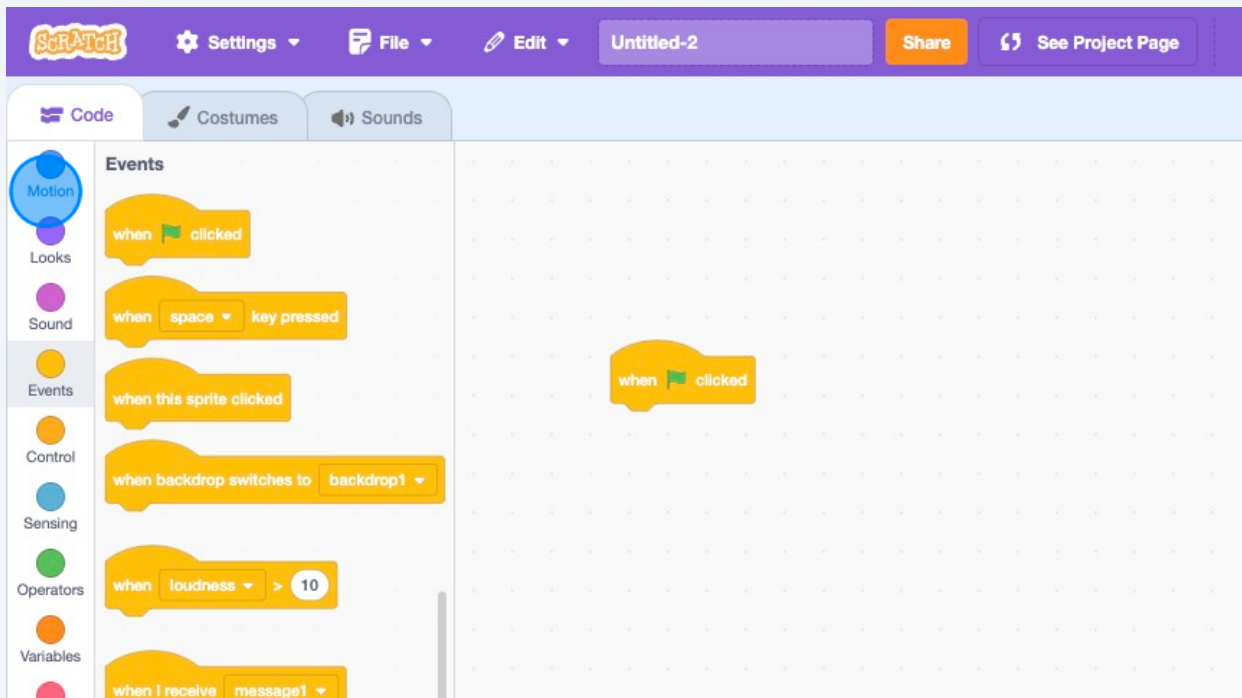 SCRATCH Settings File Edit Untitled-2 Share See Project Page
Code Costumes Sounds
Motion
Looks
Sound
Events
Control
Sensing
Operators
Variables
Events
when clicked
when space key pressed
when this sprite clicked
when backdrop switches to backdrop1
when loudness > 10
when I receive message1
when clicked